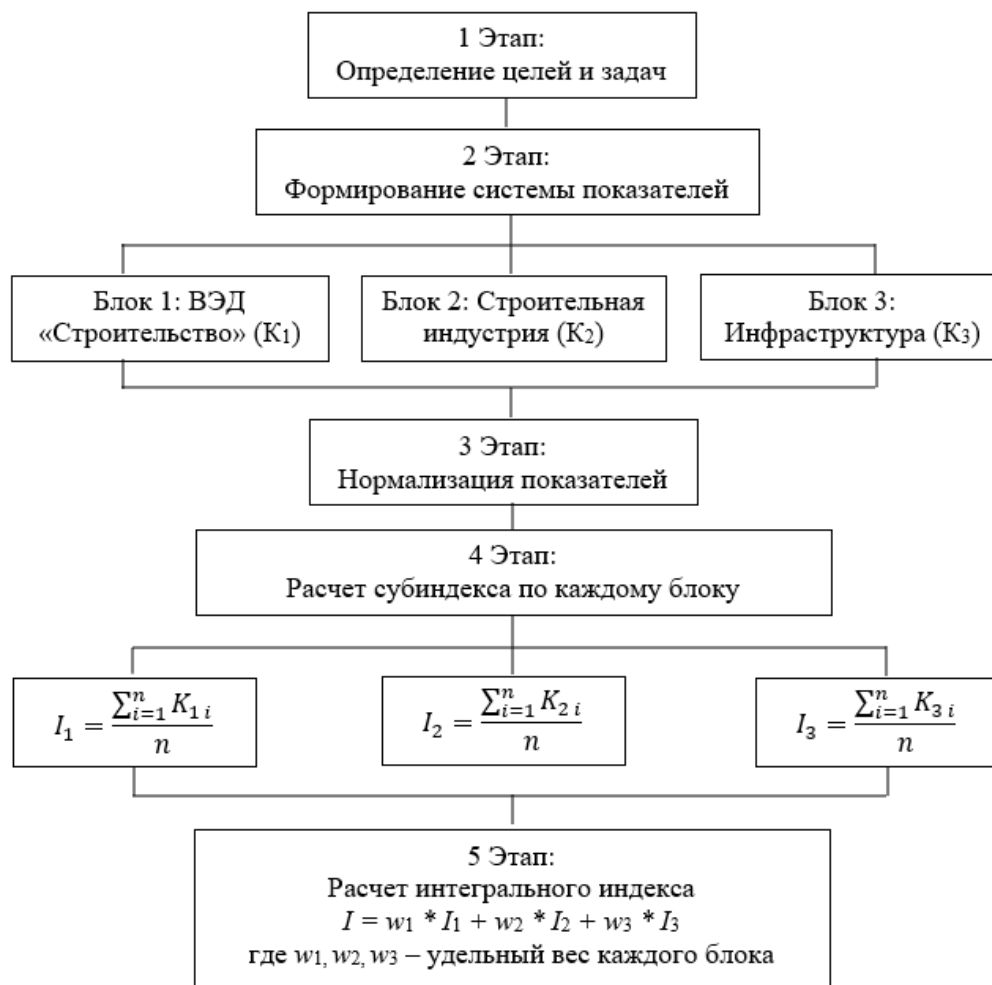 1 Этап:
Определение целей и задач
2 Этап:
Формирование системы показателей
Блок 1: ВЭД
«Строительство» (К₁)
Блок 2: Строительная
индустрия (К₂)
Блок 3:
Инфраструктура (К₃)
3 Этап:
Нормализация показателей
4 Этап:
Расчет субиндекса по каждому блоку
I₁ = ∑ⁿᵢ₌₁ K₁ ᵢ / n
I₂ = ∑ⁿᵢ₌₁ K₂ ᵢ / n
I₃ = ∑ⁿᵢ₌₁ K₃ ᵢ / n
5 Этап:
Расчет интегрального индекса
I = w₁ * I₁ + w₂ * I₂ + w₃ * I₃
где w₁, w₂, w₃ – удельный вес каждого блока